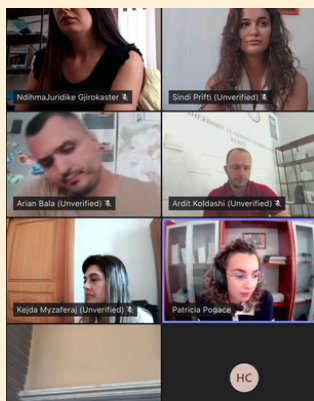 NdihmaJuridike Gjirokaster
Sindi Prifti (Unverified)
Arian Bala (Unverified)
Ardit Koldashi (Unverified)
Kejda Myzaferaj (Unverified)
Patricia Pogace
HC